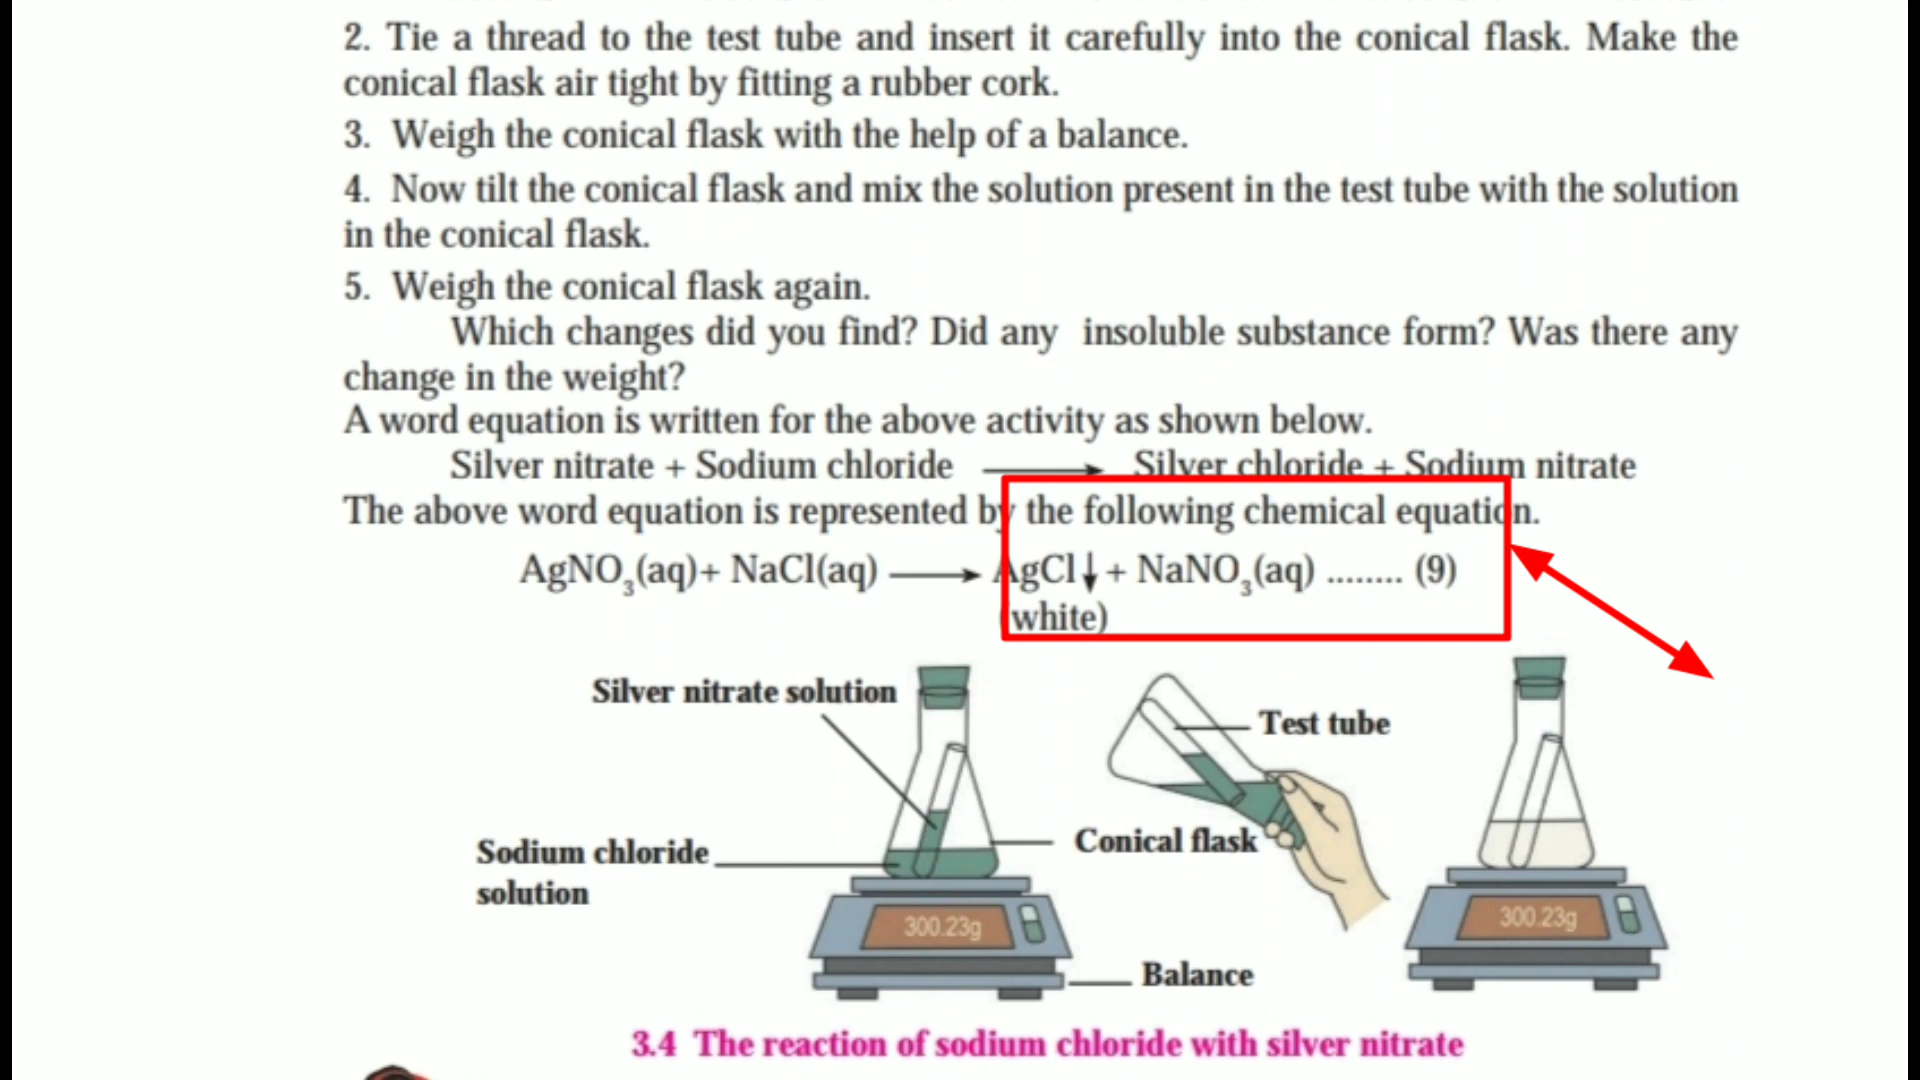 2. Tie a thread to the test tube and insert it carefully into the conical flask. Make the
conical flask air tight by fitting a rubber cork.
3. Weigh the conical flask with the help of a balance.
4. Now tilt the conical flask and mix the solution present in the test tube with the solution
in the conical flask.
5. Weigh the conical flask again.
Which changes did you find? Did any insoluble substance form? Was there any
change in the weight?
A word equation is written for the above activity as shown below.
Silver nitrate + Sodium chloride ⟶ Silver chloride + Sodium nitrate
The above word equation is represented by the following chemical equation.
AgNO₃(aq)+ NaCl(aq) ⟶ AgCl↓ + NaNO₃(aq) ........ (9)
(white)
Silver nitrate solution
Test tube
Conical flask
Sodium chloride
solution
300.23g
300.23g
Balance
3.4 The reaction of sodium chloride with silver nitrate